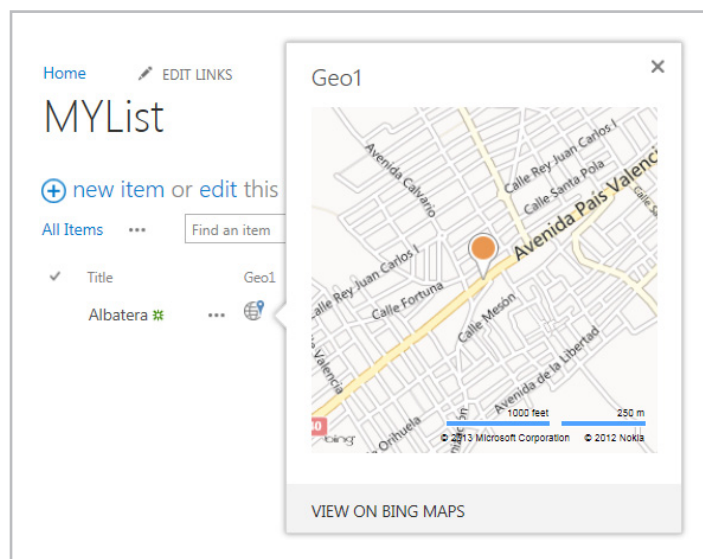 Home
EDIT LINKS
MYList
new item or edit this
All Items ...
Find an item
Title
Geo1
Albatera
...
Geo1
Avenida Calvario
Calle Rey Juan Carlos I
Calle Santa Pola
Avenida País Valenci
Calle Sa
Calle Rey Juan Carlos I
Calle Fortuna
Calle Mesón
Avenida de la Libertad
Valencia
Orihuela
40
bing
1000 feet
250 m
© 2013 Microsoft Corporation
© 2012 Nokia
VIEW ON BING MAPS